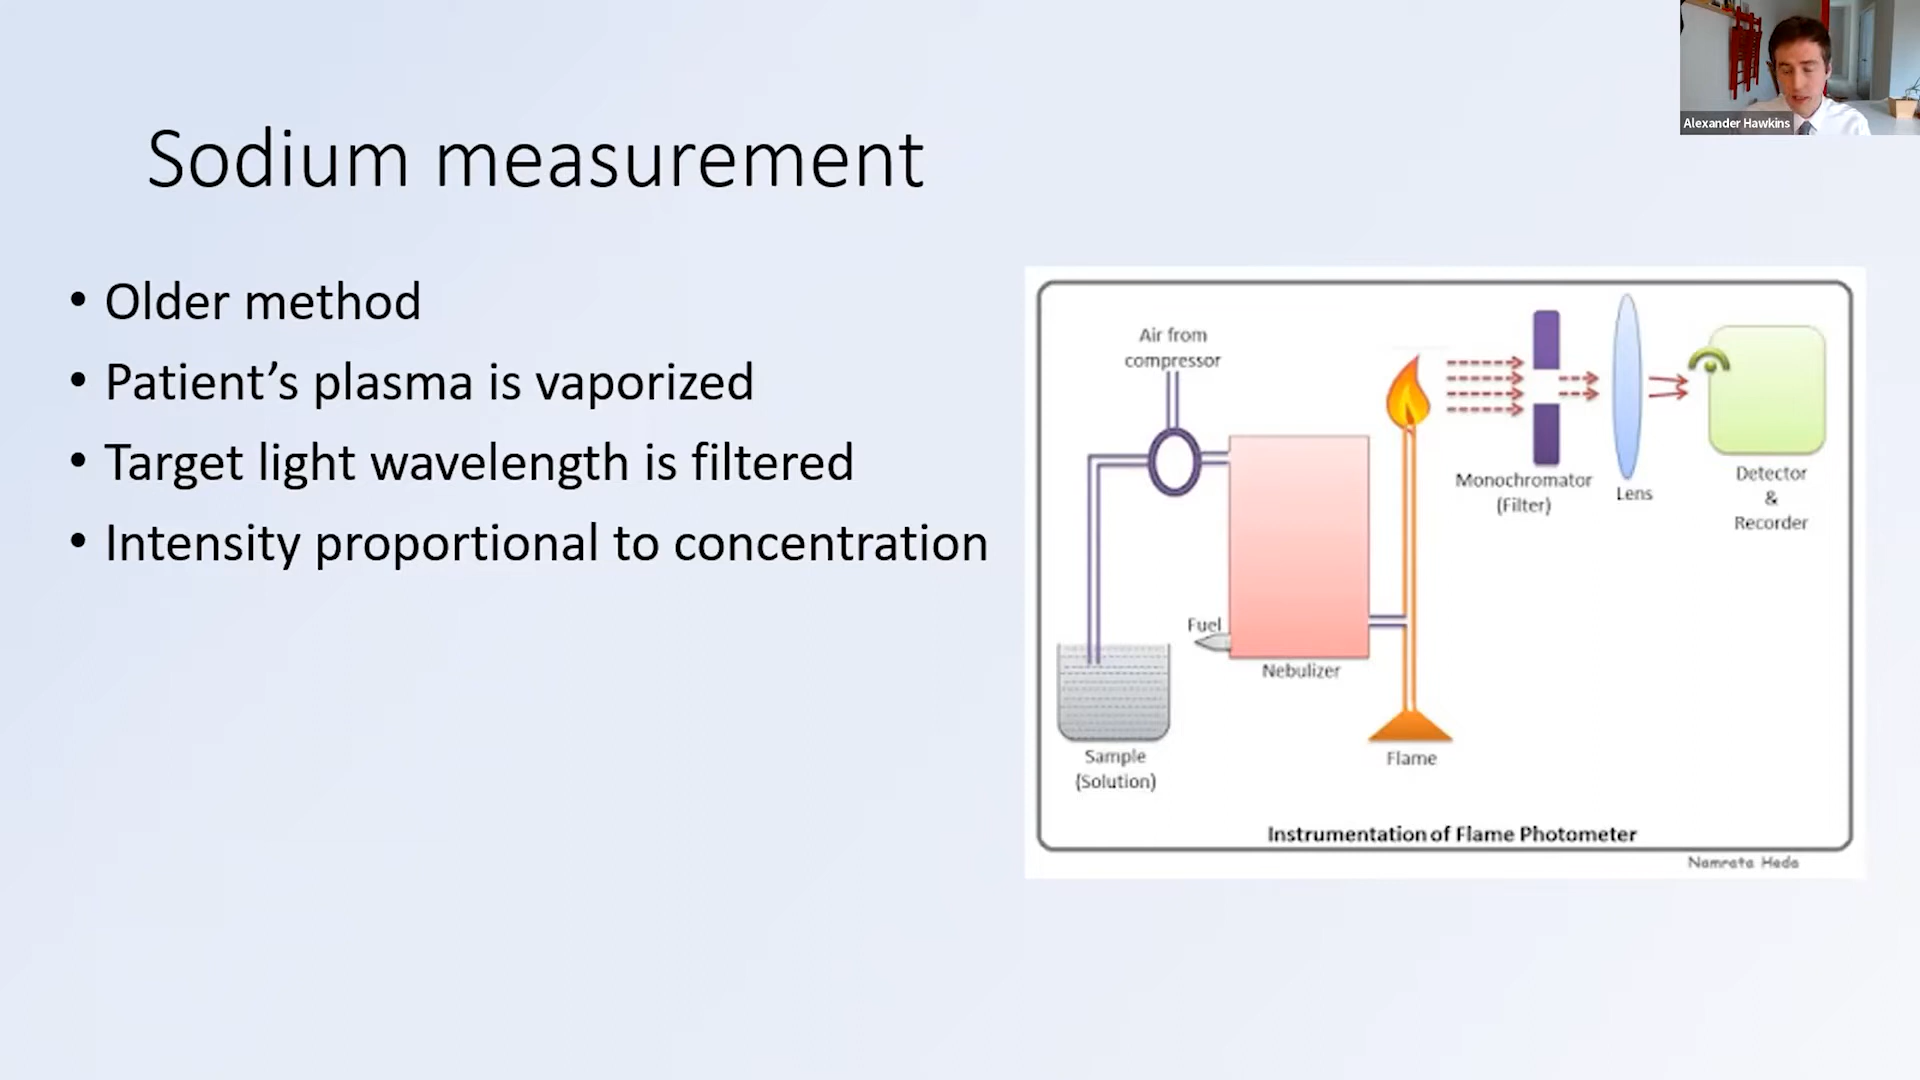 Alexander Hawkins
Sodium measurement
• Older method
• Patient’s plasma is vaporized
• Target light wavelength is filtered
• Intensity proportional to concentration
Air from
compressor
Monochromator
(Filter)
Lens
Detector
&
Recorder
Fuel
Nebulizer
Sample
(Solution)
Flame
Instrumentation of Flame Photometer
Namrata Heda